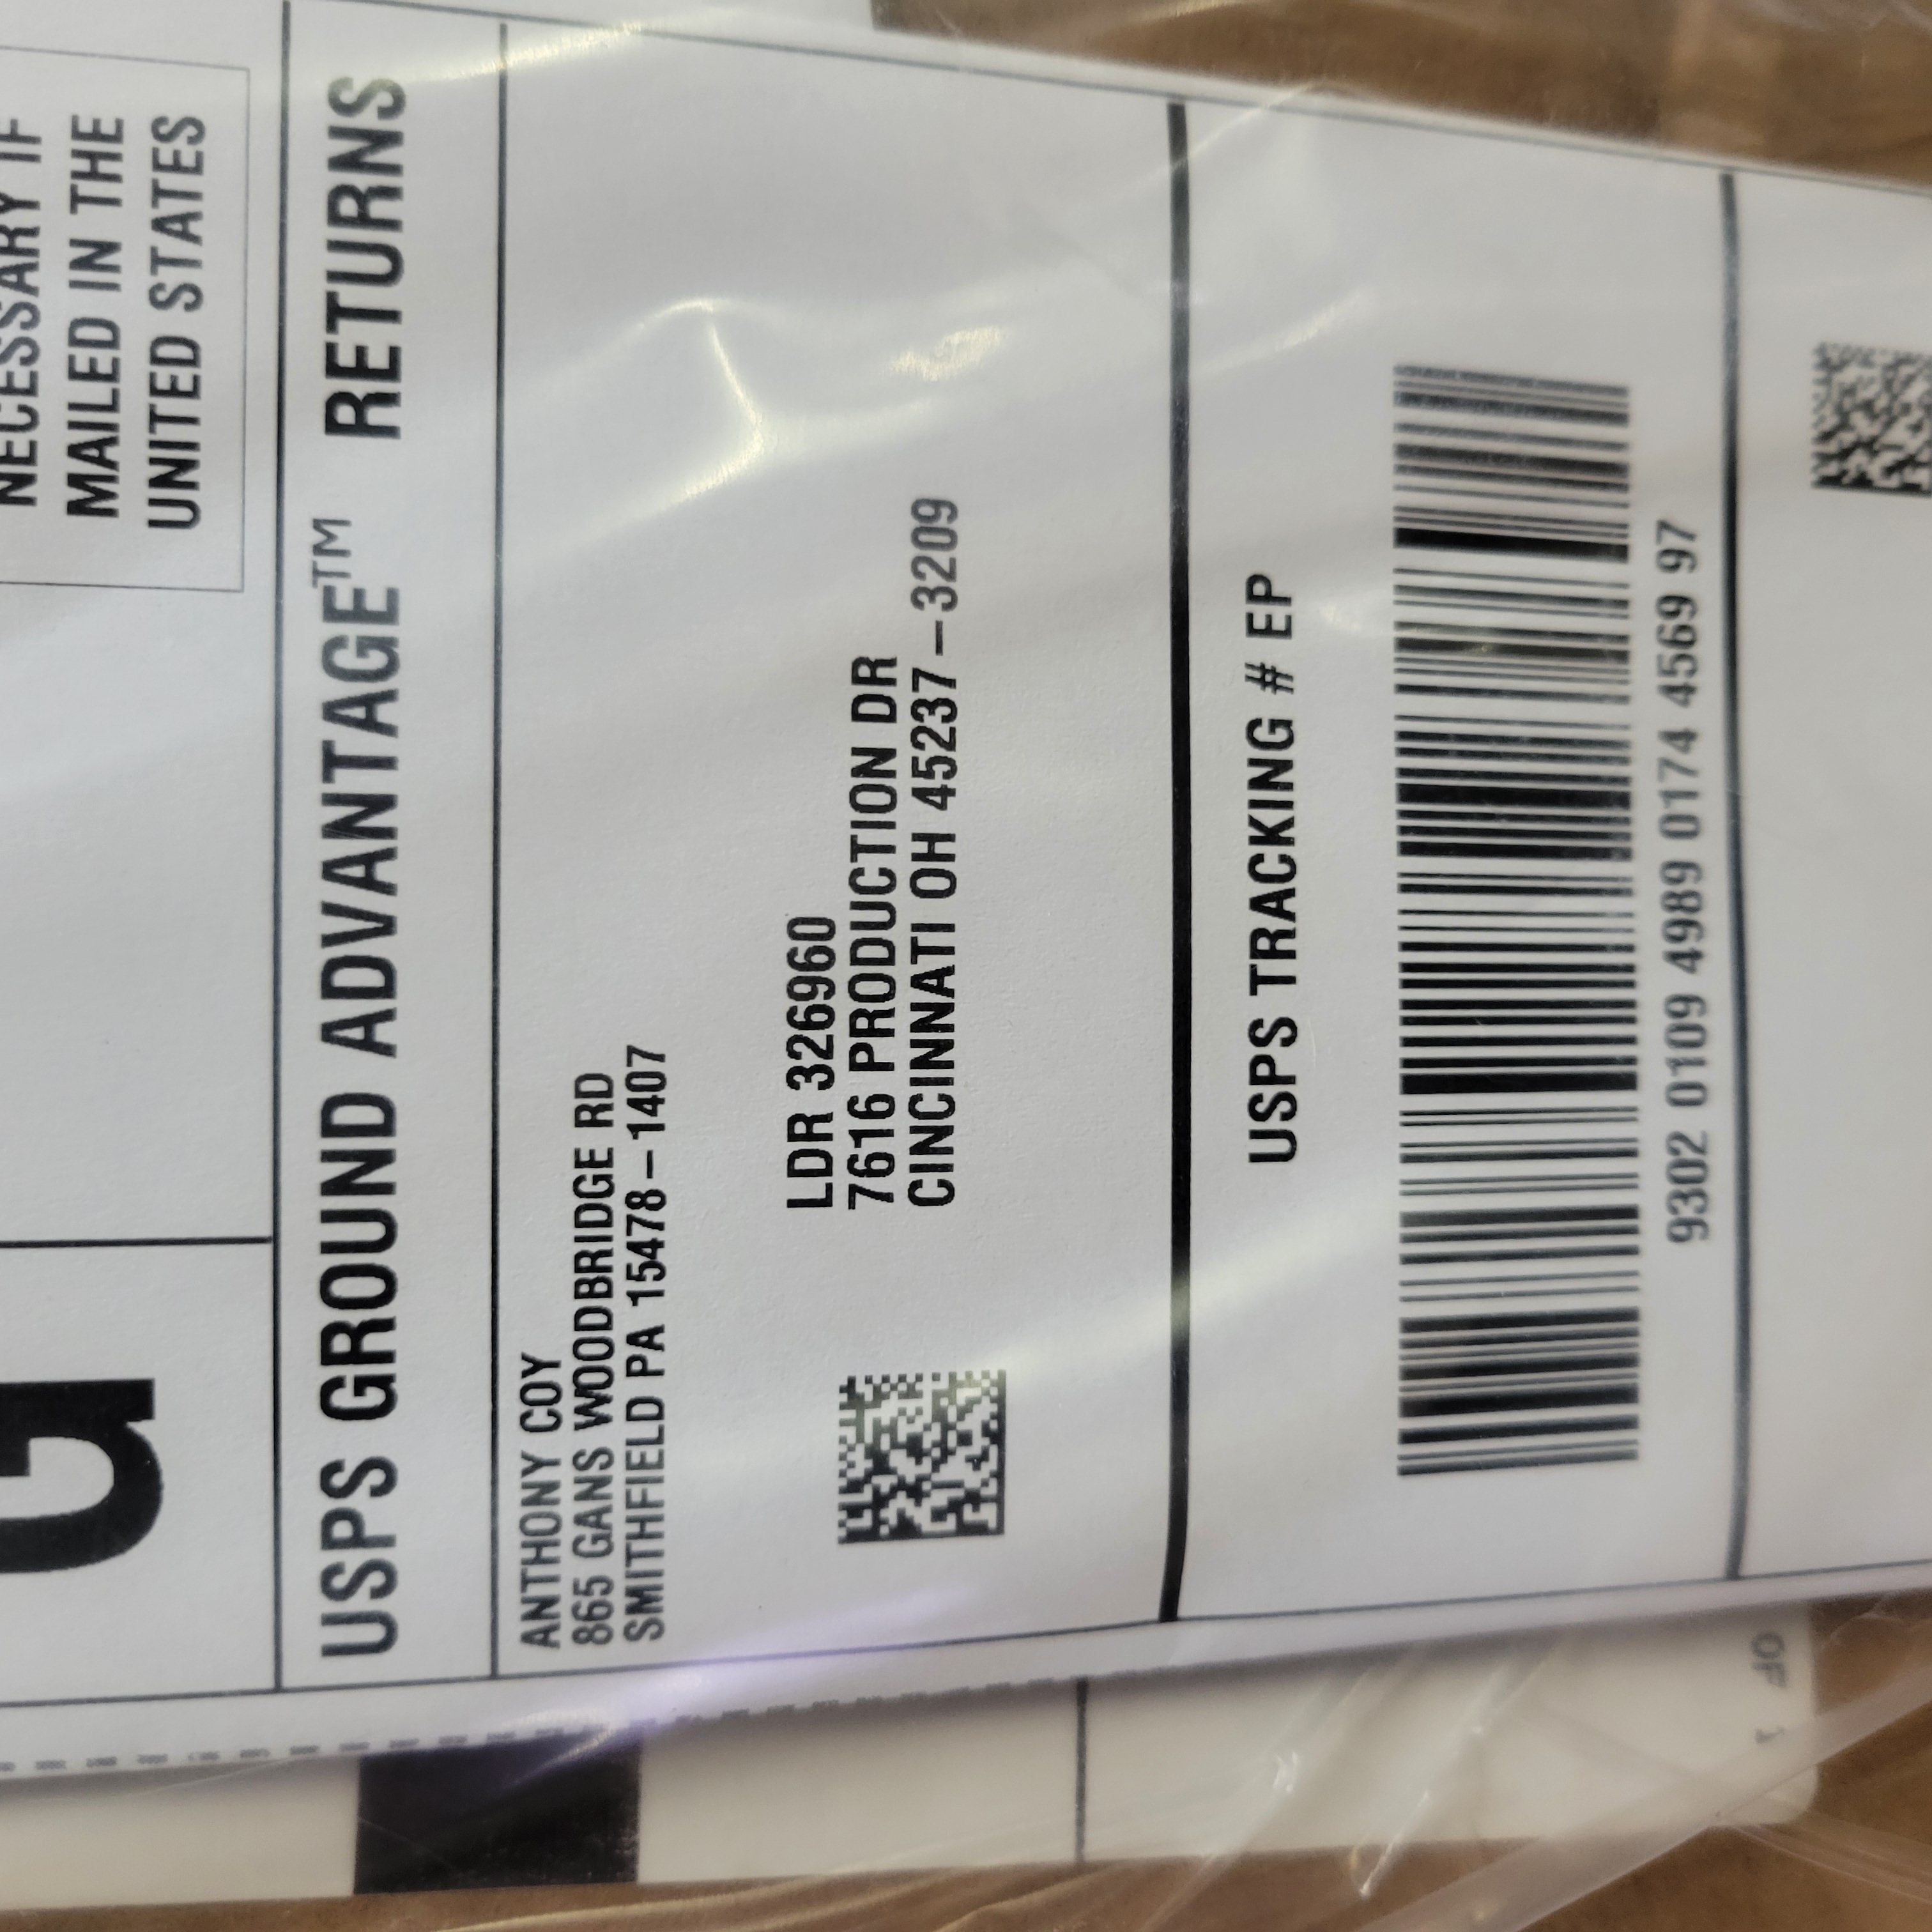 G
NECESSARY IF
MAILED IN THE
UNITED STATES
USPS GROUND ADVANTAGE™ RETURNS
ANTHONY COY
865 GANS WOODBRIDGE RD
SMITHFIELD PA 15478-1407
LDR 326960
7616 PRODUCTION DR
CINCINNATI OH 45237-3209
USPS TRACKING # EP
9302 0109 4989 0174 4569 97
OF 1